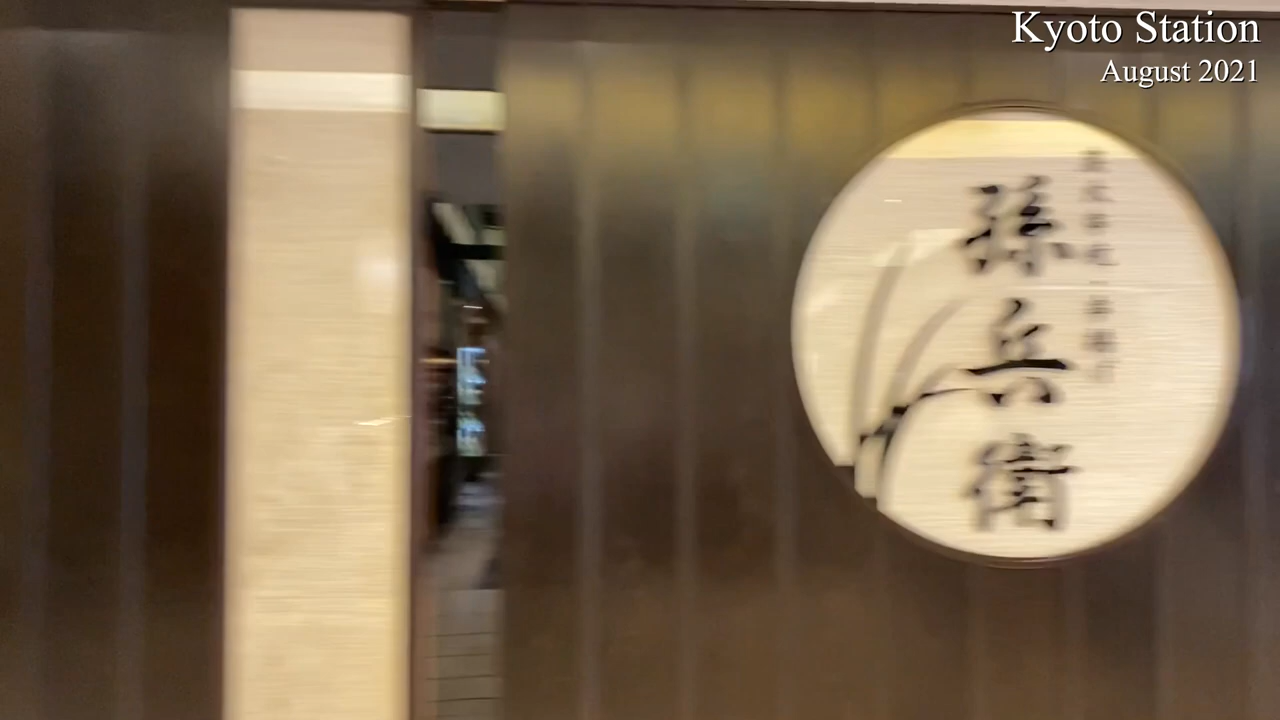 Kyoto Station
August 2021
孫兵衛